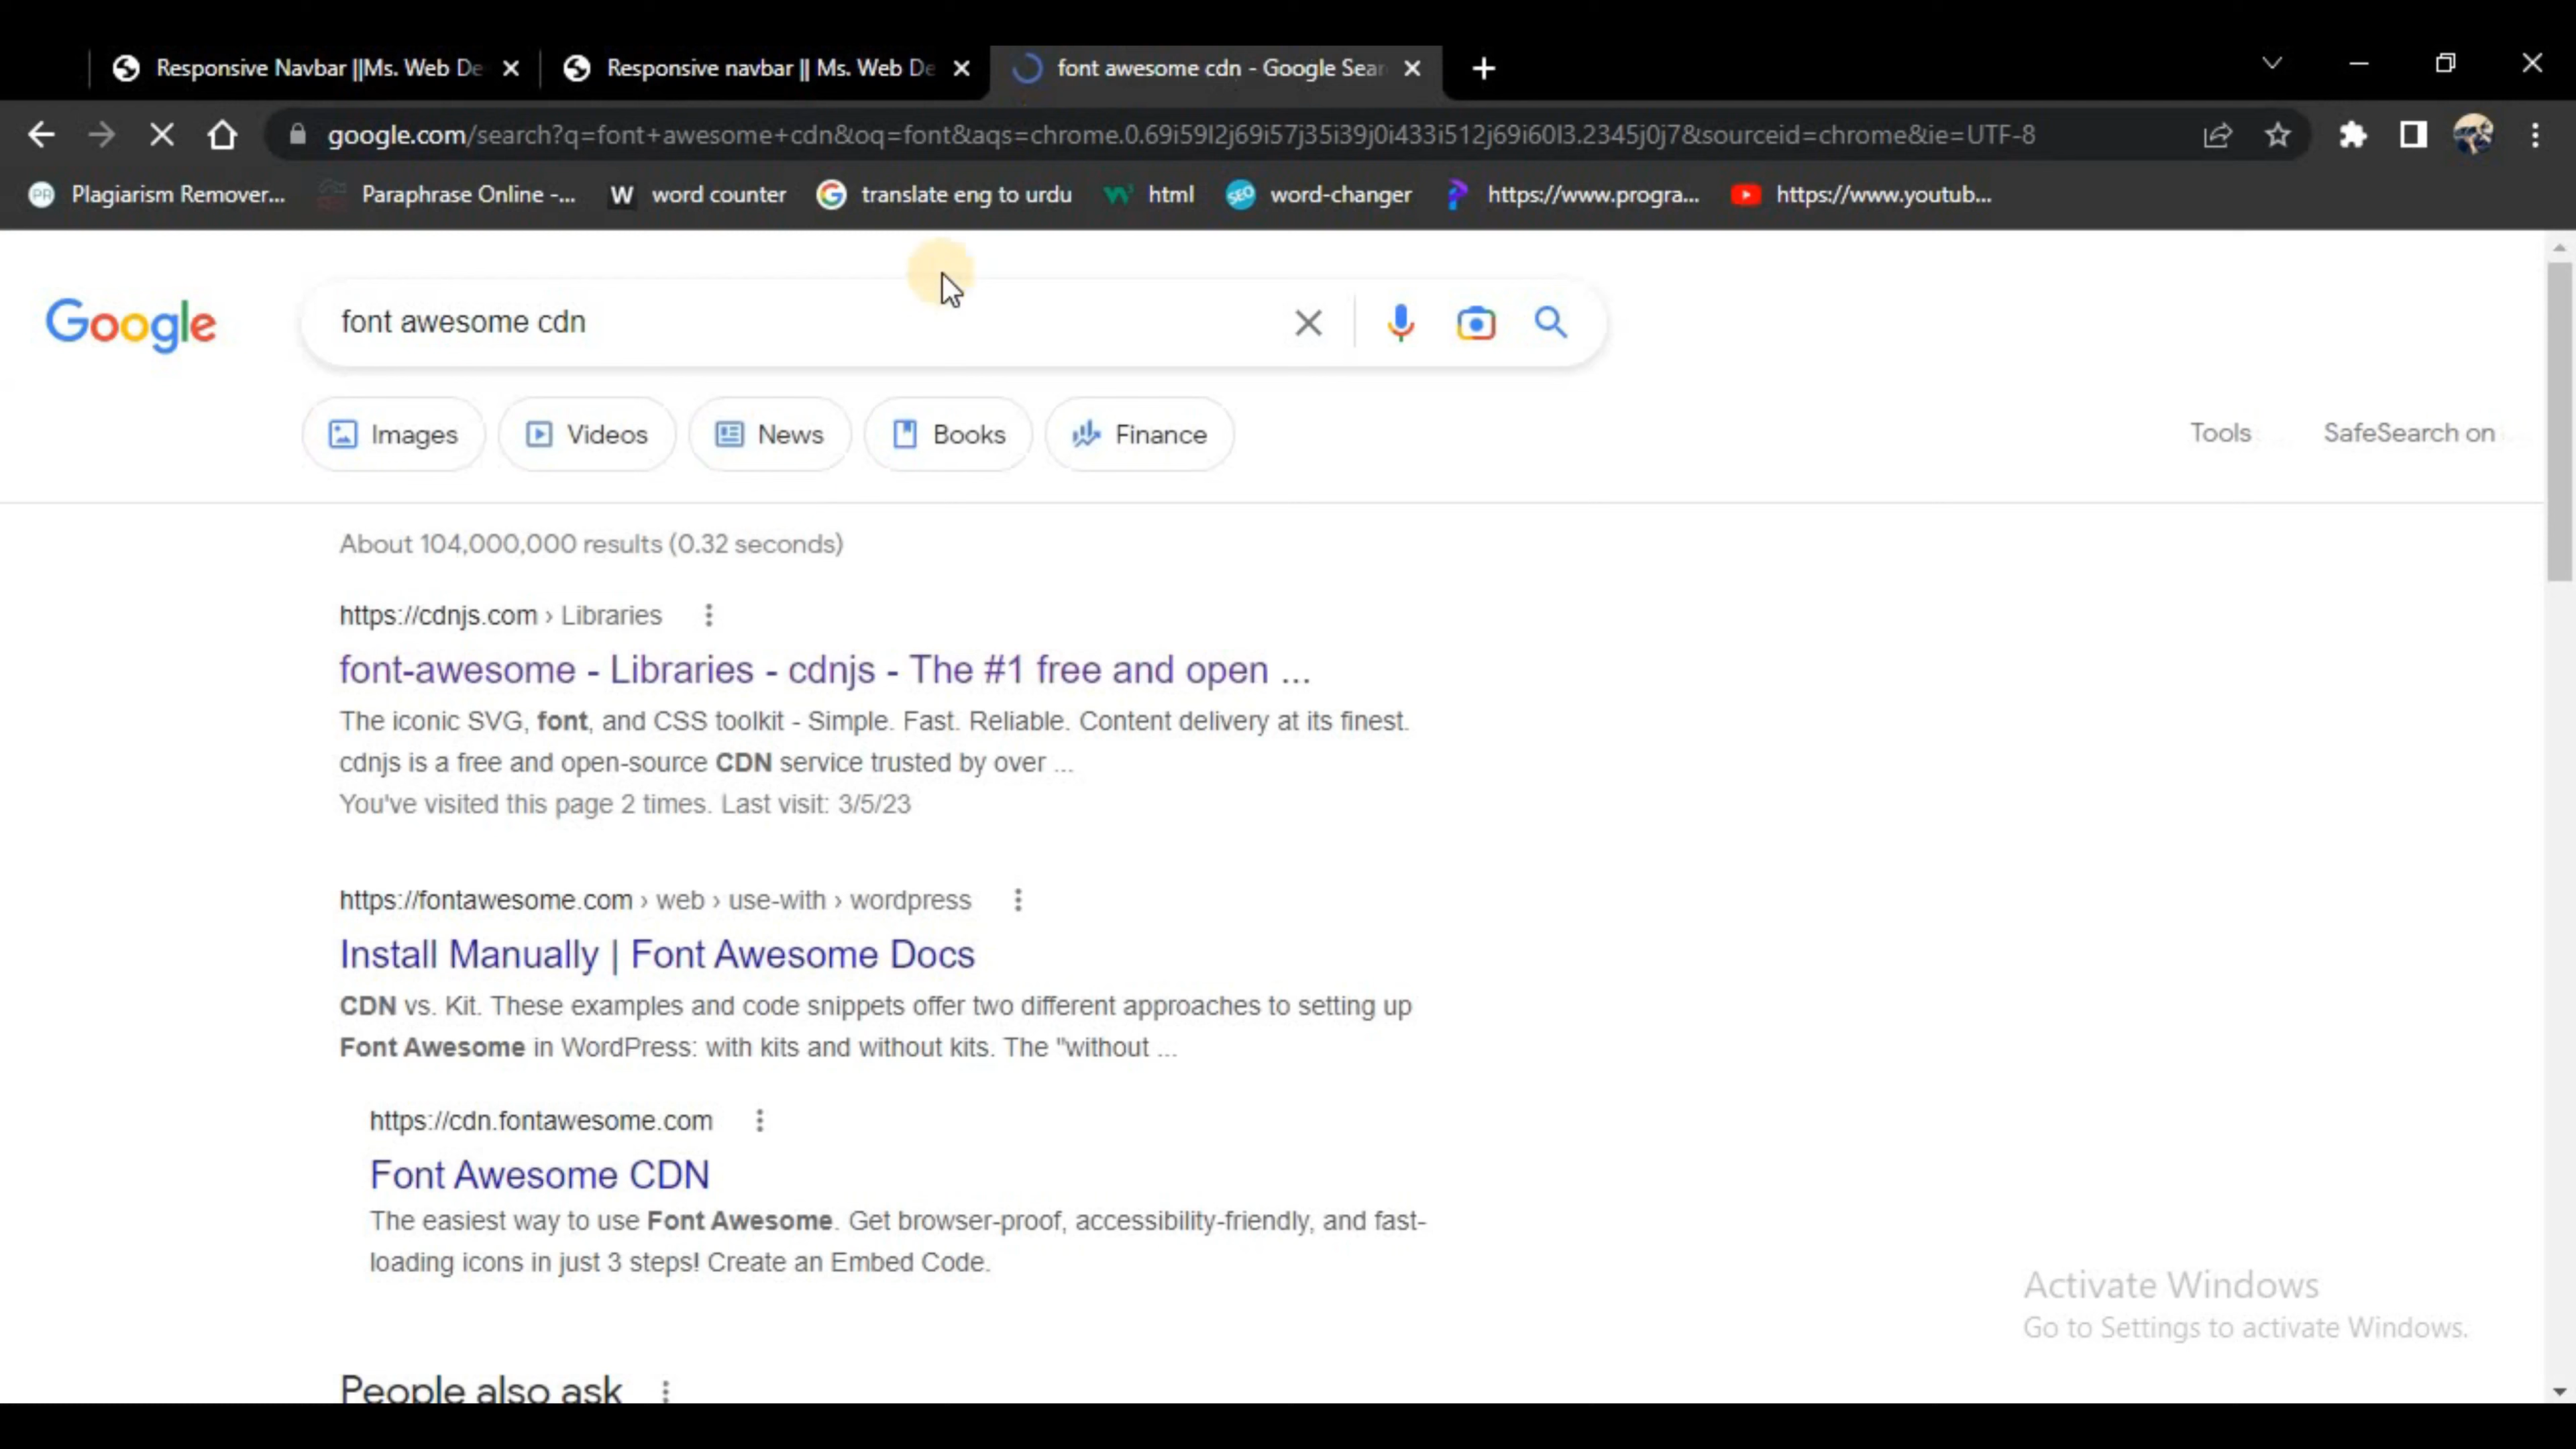 Responsive Navbar ||Ms. Web De
Responsive navbar || Ms. Web De
font awesome cdn - Google Sear
google.com/search?q=font+awesome+cdn&oq=font&aqs=chrome.0.69i59l2j69i57j35i39j0i433i512j69i60l3.2345j0j7&sourceid=chrome&ie=UTF-8
PR Plagiarism Remover...
Paraphrase Online -...
W word counter
translate eng to urdu
html
SEO word-changer
https://www.progra...
https://www.youtub...
Google
font awesome cdn
Images
Videos
News
Books
Finance
Tools
SafeSearch on
About 104,000,000 results (0.32 seconds)
https://cdnjs.com › Libraries
font-awesome - Libraries - cdnjs - The #1 free and open ...
The iconic SVG, font, and CSS toolkit - Simple. Fast. Reliable. Content delivery at its finest.
cdnjs is a free and open-source CDN service trusted by over ...
You've visited this page 2 times. Last visit: 3/5/23
https://fontawesome.com › web › use-with › wordpress
Install Manually | Font Awesome Docs
CDN vs. Kit. These examples and code snippets offer two different approaches to setting up
Font Awesome in WordPress: with kits and without kits. The "without ...
https://cdn.fontawesome.com
Font Awesome CDN
The easiest way to use Font Awesome. Get browser-proof, accessibility-friendly, and fast-
loading icons in just 3 steps! Create an Embed Code.
Activate Windows
Go to Settings to activate Windows.
People also ask